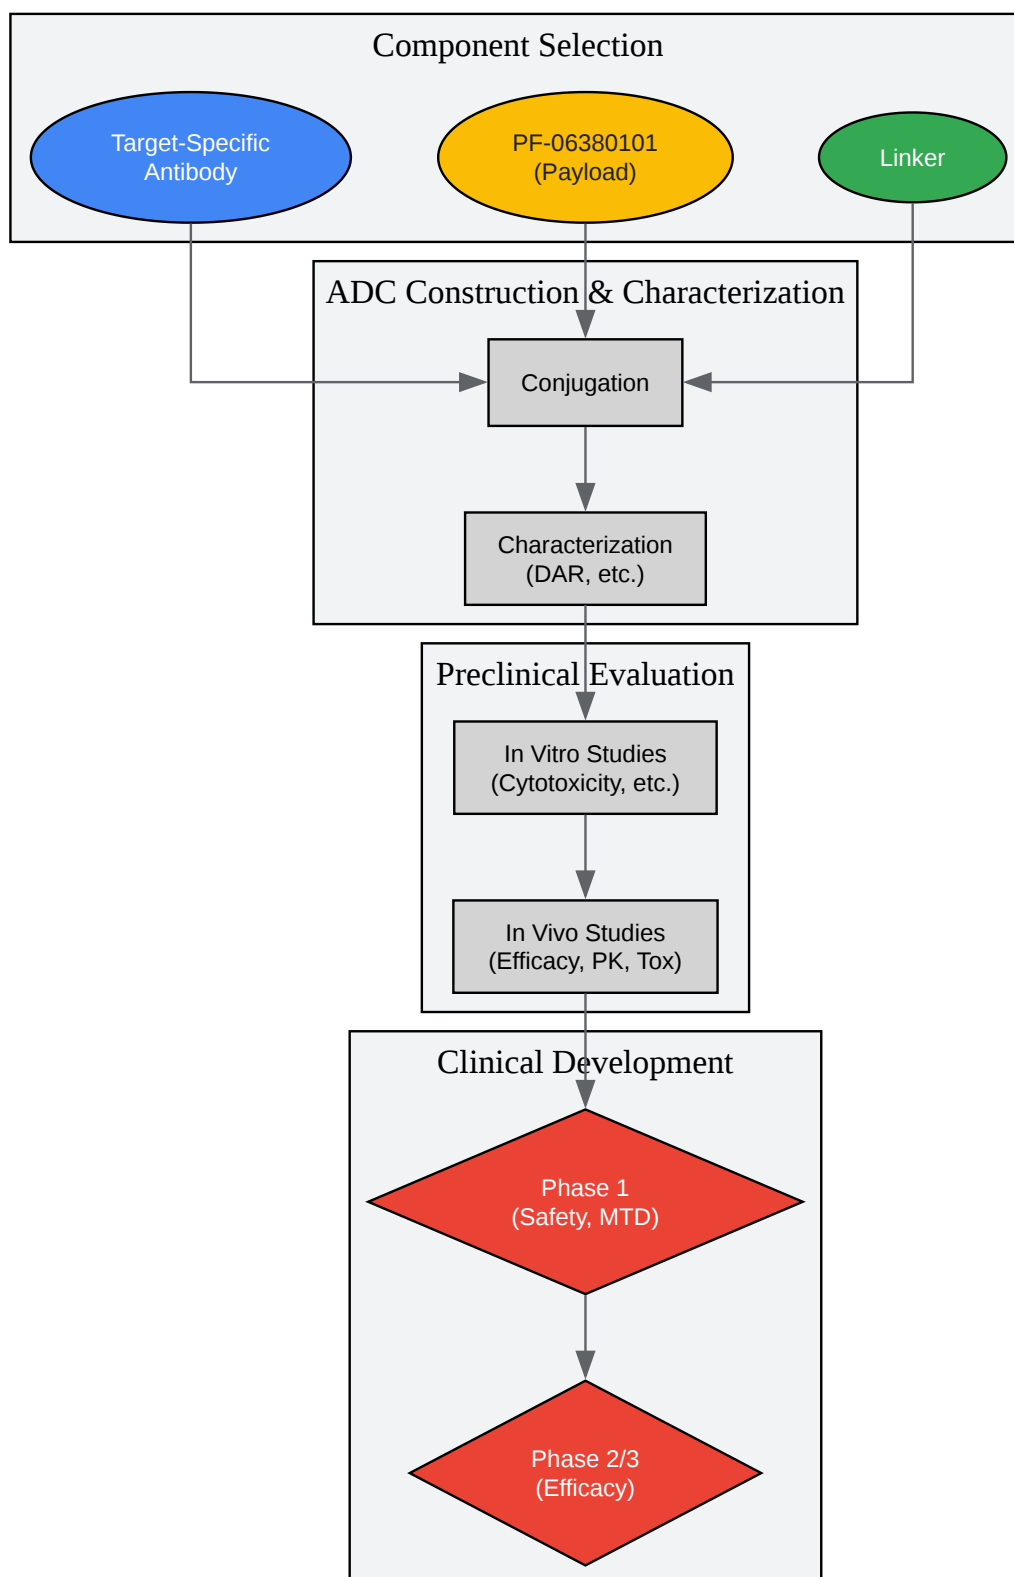 Component Selection
Target-Specific
Antibody
PF-06380101
(Payload)
Linker
ADC Construction & Characterization
Conjugation
Characterization
(DAR, etc.)
Preclinical Evaluation
In Vitro Studies
(Cytotoxicity, etc.)
In Vivo Studies
(Efficacy, PK, Tox)
Clinical Development
Phase 1
(Safety, MTD)
Phase 2/3
(Efficacy)